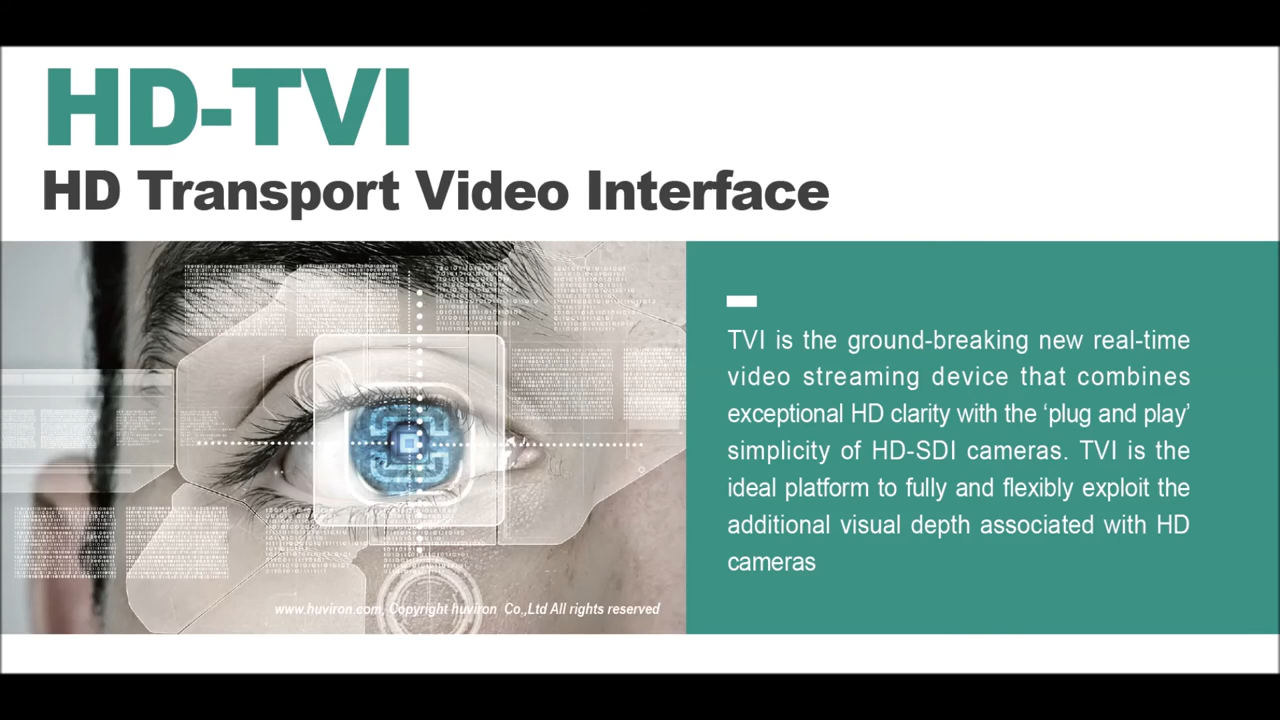 HD-TVI
HD Transport Video Interface
TVI is the ground-breaking new real-time
video streaming device that combines
exceptional HD clarity with the ‘plug and play’
simplicity of HD-SDI cameras. TVI is the
ideal platform to fully and flexibly exploit the
additional visual depth associated with HD
cameras
www.huviron.com, Copyright huviron Co.,Ltd All rights reserved